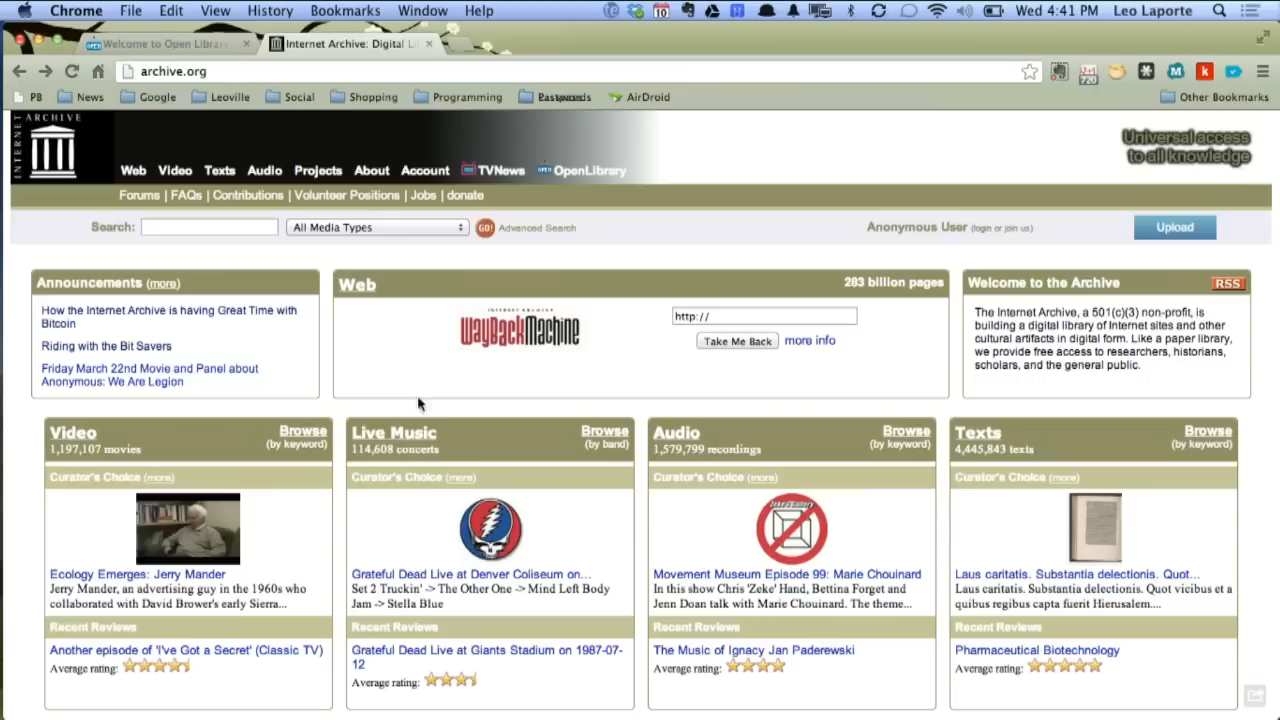 Chrome File Edit View History Bookmarks Window Help Wed 4:41 PM Leo Laporte
Welcome to Open Library Internet Archive: Digital Li
archive.org
PB News Google Leoville Social Shopping Programming Passwords AirDroid Other Bookmarks
INTERNET ARCHIVE
Universal access
to all knowledge
Web Video Texts Audio Projects About Account TVNews OPEN OpenLibrary
Forums | FAQs | Contributions | Volunteer Positions | Jobs | donate
Search: All Media Types GO! Advanced Search Anonymous User (login or join us) Upload
Announcements (more)
How the Internet Archive is having Great Time with
Bitcoin
Riding with the Bit Savers
Friday March 22nd Movie and Panel about
Anonymous: We Are Legion
Web 283 billion pages
INTERNET ARCHIVE
WayBackMachine
http://
Take Me Back more info
Welcome to the Archive RSS
The Internet Archive, a 501(c)(3) non-profit, is
building a digital library of Internet sites and other
cultural artifacts in digital form. Like a paper library,
we provide free access to researchers, historians,
scholars, and the general public.
Video Browse
1,197,107 movies (by keyword)
Curator's Choice (more)
Ecology Emerges: Jerry Mander
Jerry Mander, an advertising guy in the 1960s who
collaborated with David Brower's early Sierra...
Recent Reviews
Another episode of 'I've Got a Secret' (Classic TV)
Average rating:
Live Music Browse
114,608 concerts (by band)
Curator's Choice (more)
Grateful Dead Live at Denver Coliseum on...
Set 2 Truckin' -> The Other One -> Mind Left Body
Jam -> Stella Blue
Recent Reviews
Grateful Dead Live at Giants Stadium on 1987-07-
12
Average rating:
Audio Browse
1,579,799 recordings (by keyword)
Curator's Choice (more)
Movement Museum Episode 99: Marie Chouinard
In this show Chris 'Zeke' Hand, Bettina Forget and
Jenn Doan talk with Marie Chouinard. The theme...
Recent Reviews
The Music of Ignacy Jan Paderewski
Average rating:
Texts Browse
4,445,843 texts (by keyword)
Curator's Choice (more)
Laus caritatis. Substantia delectionis. Quot...
Laus caritatis. Substantia delectionis. Quot vicibus et a
quibus regibus capta fuerit Hierusalem....
Recent Reviews
Pharmaceutical Biotechnology
Average rating: